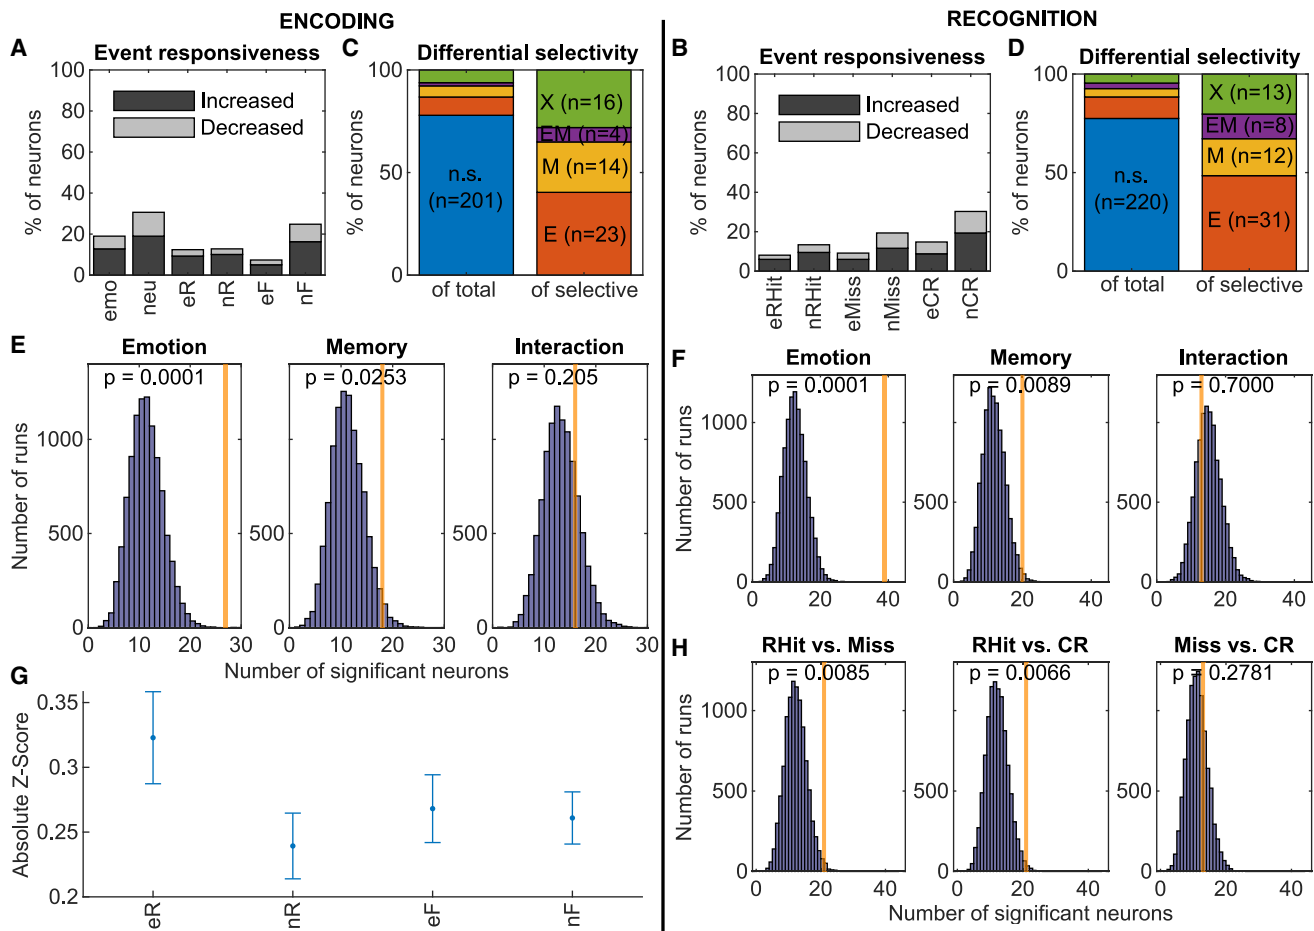 ENCODING
RECOGNITION
A
Event responsiveness
100
80
60
40
20
0
% of neurons
Increased
Decreased
emo
neu
eR
nR
eF
nF
C
Differential selectivity
100
50
0
% of neurons
n.s.
(n=201)
X (n=16)
EM (n=4)
M (n=14)
E (n=23)
of total
of selective
B
Event responsiveness
100
80
60
40
20
0
% of neurons
Increased
Decreased
eRHit
nRHit
eMiss
nMiss
eCR
nCR
D
Differential selectivity
100
50
0
% of neurons
n.s.
(n=220)
X (n=13)
EM (n=8)
M (n=12)
E (n=31)
of total
of selective
E
Emotion
p = 0.0001
1000
500
0
Number of runs
0
10
20
30
Memory
p = 0.0253
500
0
0
10
20
30
Interaction
p = 0.205
500
0
0
10
20
30
Number of significant neurons
F
Emotion
p = 0.0001
1000
500
0
Number of runs
0
20
40
Memory
p = 0.0089
500
0
0
20
40
Interaction
p = 0.7000
500
0
0
20
40
G
0.35
0.3
0.25
0.2
Absolute Z-Score
eR
nR
eF
nF
H
RHit vs. Miss
p = 0.0085
1000
500
0
Number of runs
0
20
40
RHit vs. CR
p = 0.0066
500
0
0
20
40
Miss vs. CR
p = 0.2781
500
0
0
20
40
Number of significant neurons